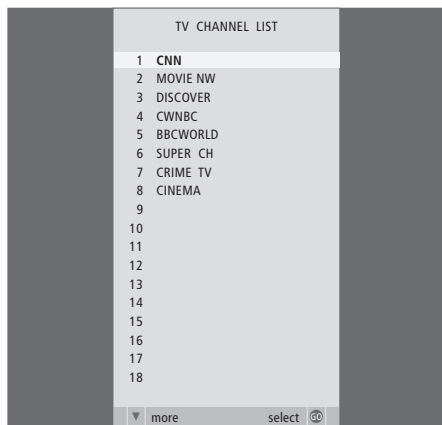 TV CHANNEL LIST
1 CNN
2 MOVIE NW
3 DISCOVER
4 CWNBC
5 BBCWORLD
6 SUPER CH
7 CRIME TV
8 CINEMA
9
10
11
12
13
14
15
16
17
18
▼ more select GO